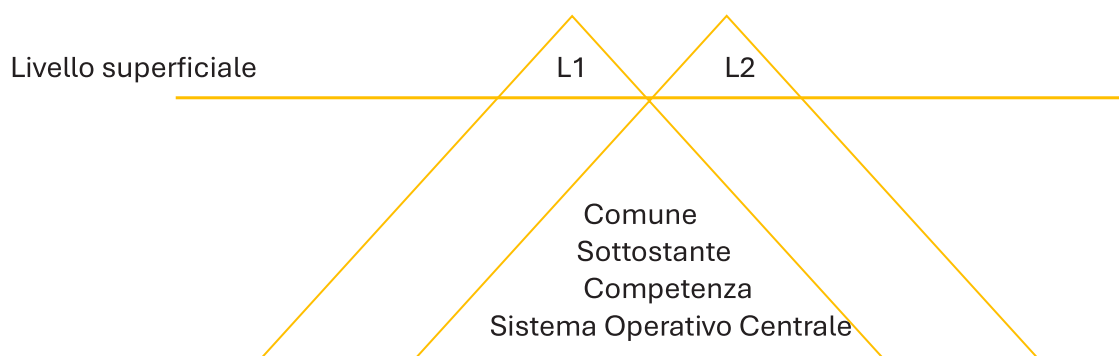 Livello superficiale
L1
L2
Comune
Sottostante
Competenza
Sistema Operativo Centrale